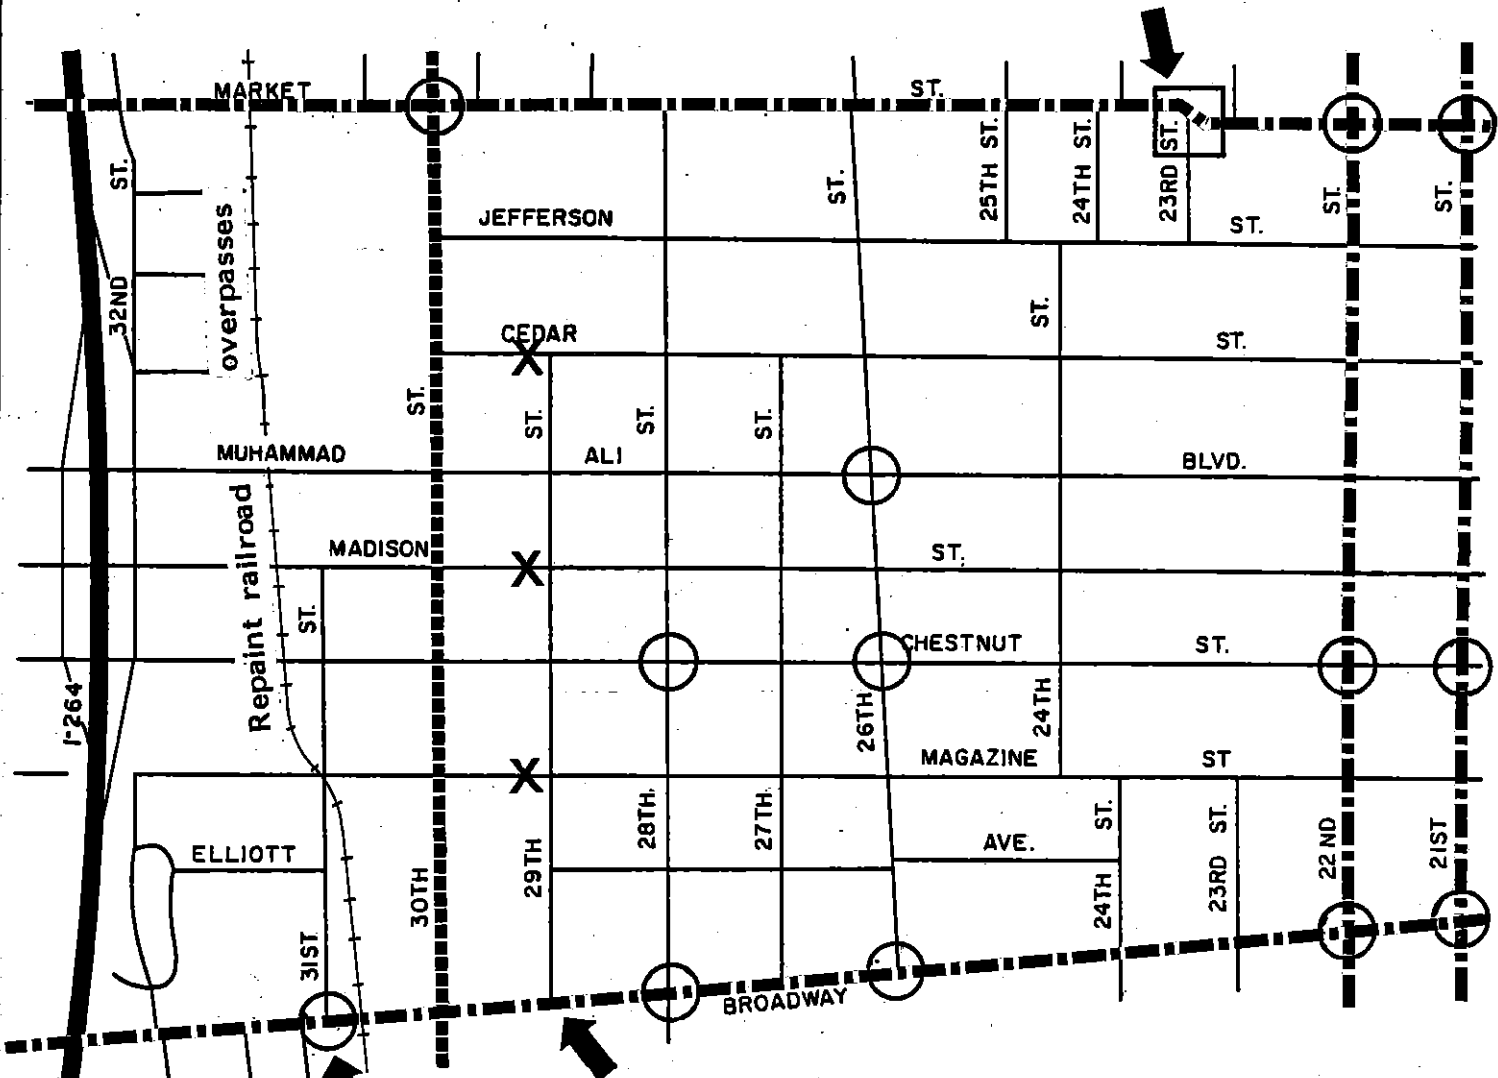 MARKET ST.
ST.
32ND
overpasses
JEFFERSON ST.
ST.
25TH ST.
24TH ST.
23RD ST.
ST.
ST.
CEDAR ST.
ST.
ST.
ST.
ST.
ST.
MUHAMMAD ALI BLVD.
Repaint railroad
MADISON ST.
ST.
CHESTNUT ST.
I-264
26TH
24TH
MAGAZINE ST
28TH.
27TH.
ST.
ST.
22ND
21ST
ELLIOTT AVE.
30TH
29TH
24TH
23RD
31ST
BROADWAY